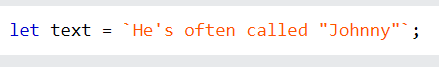 let text = `He's often called "Johnny"`;